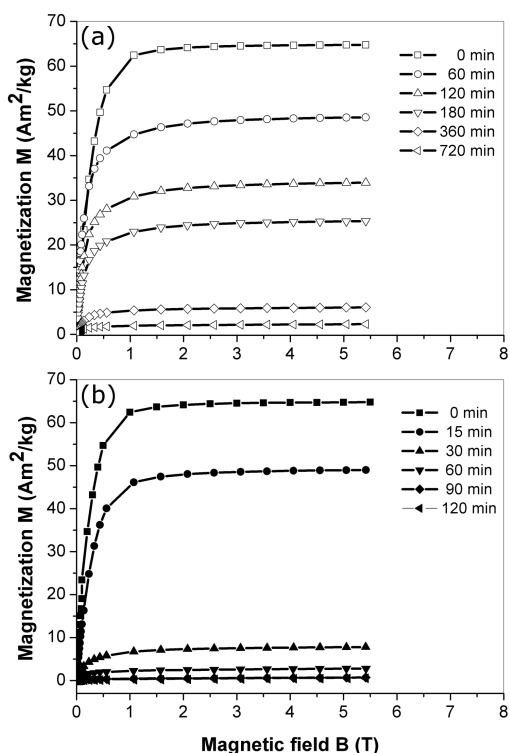 (a)
70
60
50
40
30
20
10
0
Magnetization M (Am²/kg)
0 min
60 min
120 min
180 min
360 min
720 min
0 1 2 3 4 5 6 7 8
(b)
70
60
50
40
30
20
10
0
Magnetization M (Am²/kg)
0 min
15 min
30 min
60 min
90 min
120 min
0 1 2 3 4 5 6 7 8
Magnetic field B (T)